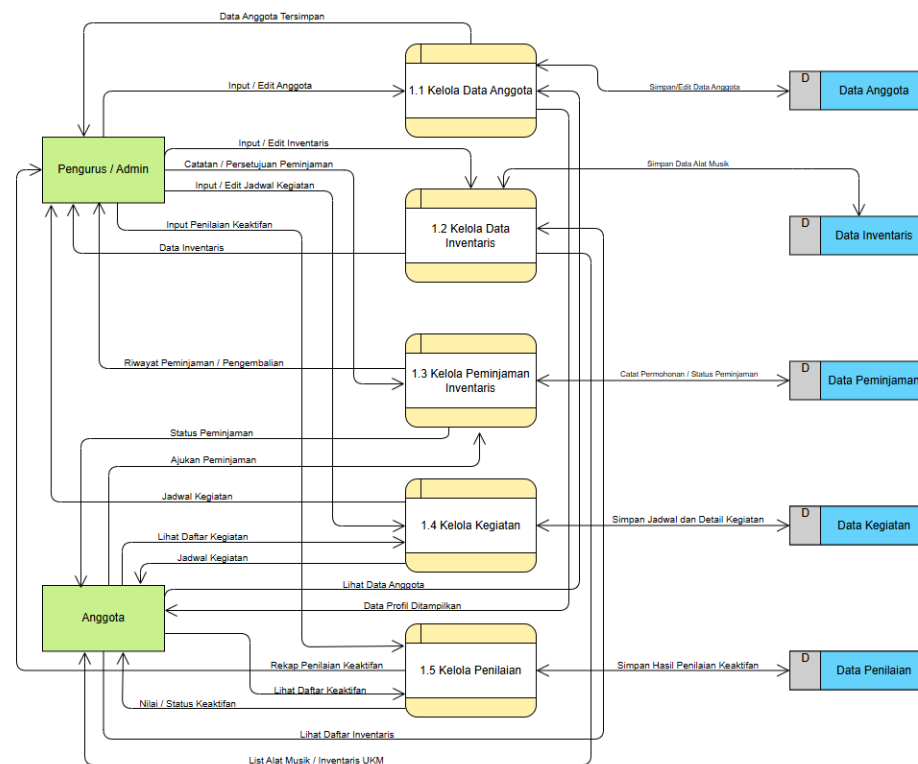 Data Anggota Tersimpan
Input / Edit Anggota
1.1 Kelola Data Anggota
Simpan/Edit Data Anggota
D
Data Anggota
Pengurus / Admin
Input / Edit Inventaris
Catatan / Persetujuan Peminjaman
Input / Edit Jadwal Kegiatan
Simpan Data Alat Musik
Input Penilaian Keaktifan
Data Inventaris
1.2 Kelola Data
Inventaris
D
Data Inventaris
Riwayat Peminjaman / Pengembalian
1.3 Kelola Peminjaman
Inventaris
Catat Permohonan / Status Peminjaman
D
Data Peminjaman
Status Peminjaman
Ajukan Peminjaman
Jadwal Kegiatan
1.4 Kelola Kegiatan
Simpan Jadwal dan Detail Kegiatan
D
Data Kegiatan
Lihat Daftar Kegiatan
Jadwal Kegiatan
Lihat Data Anggota
Data Profil Ditampilkan
Anggota
Rekap Penilaian Keaktifan
1.5 Kelola Penilaian
Simpan Hasil Penilaian Keaktifan
D
Data Penilaian
Lihat Daftar Keaktifan
Nilai / Status Keaktifan
Lihat Daftar Inventaris
List Alat Musik / Inventaris UKM